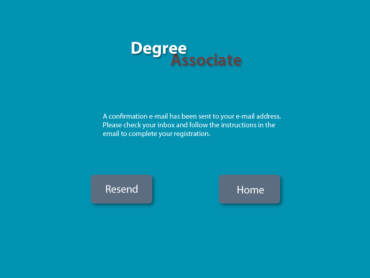 Degree
Associate
A confirmation e-mail has been sent to your e-mail address.
Please check your inbox and follow the instructions in the
email to complete your registration.
Resend
Home